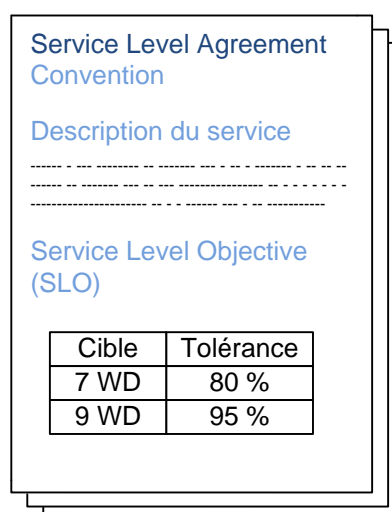 Service Level Agreement
Convention
Description du service
Service Level Objective
(SLO)
Cible Tolérance
7 WD 80 %
9 WD 95 %